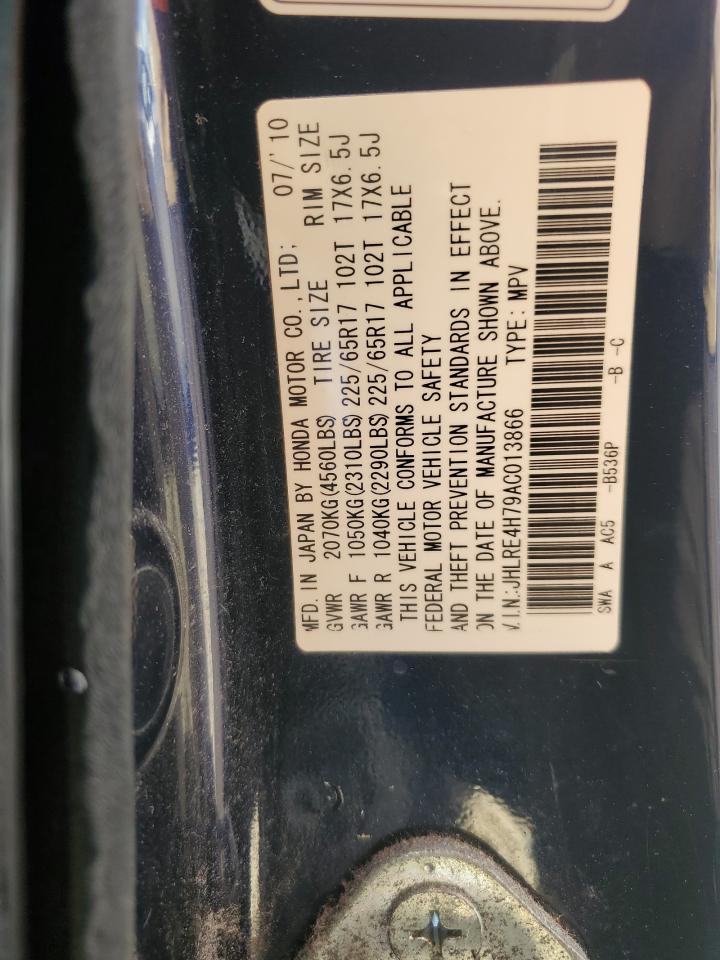 MFD. IN JAPAN BY HONDA MOTOR CO.,LTD; 07/'10
GVWR 2070KG(4560LBS) TIRE SIZE RIM SIZE
GAWR F 1050KG(2310LBS) 225/65R17 102T 17X6.5J
GAWR R 1040KG(2290LBS) 225/65R17 102T 17X6.5J
THIS VEHICLE CONFORMS TO ALL APPLICABLE
FEDERAL MOTOR VEHICLE SAFETY
AND THEFT PREVENTION STANDARDS IN EFFECT
ON THE DATE OF MANUFACTURE SHOWN ABOVE.
V.I.N.:JHLRE4H79AC013866 TYPE: MPV
SWA A AC5 -B536P -B -C